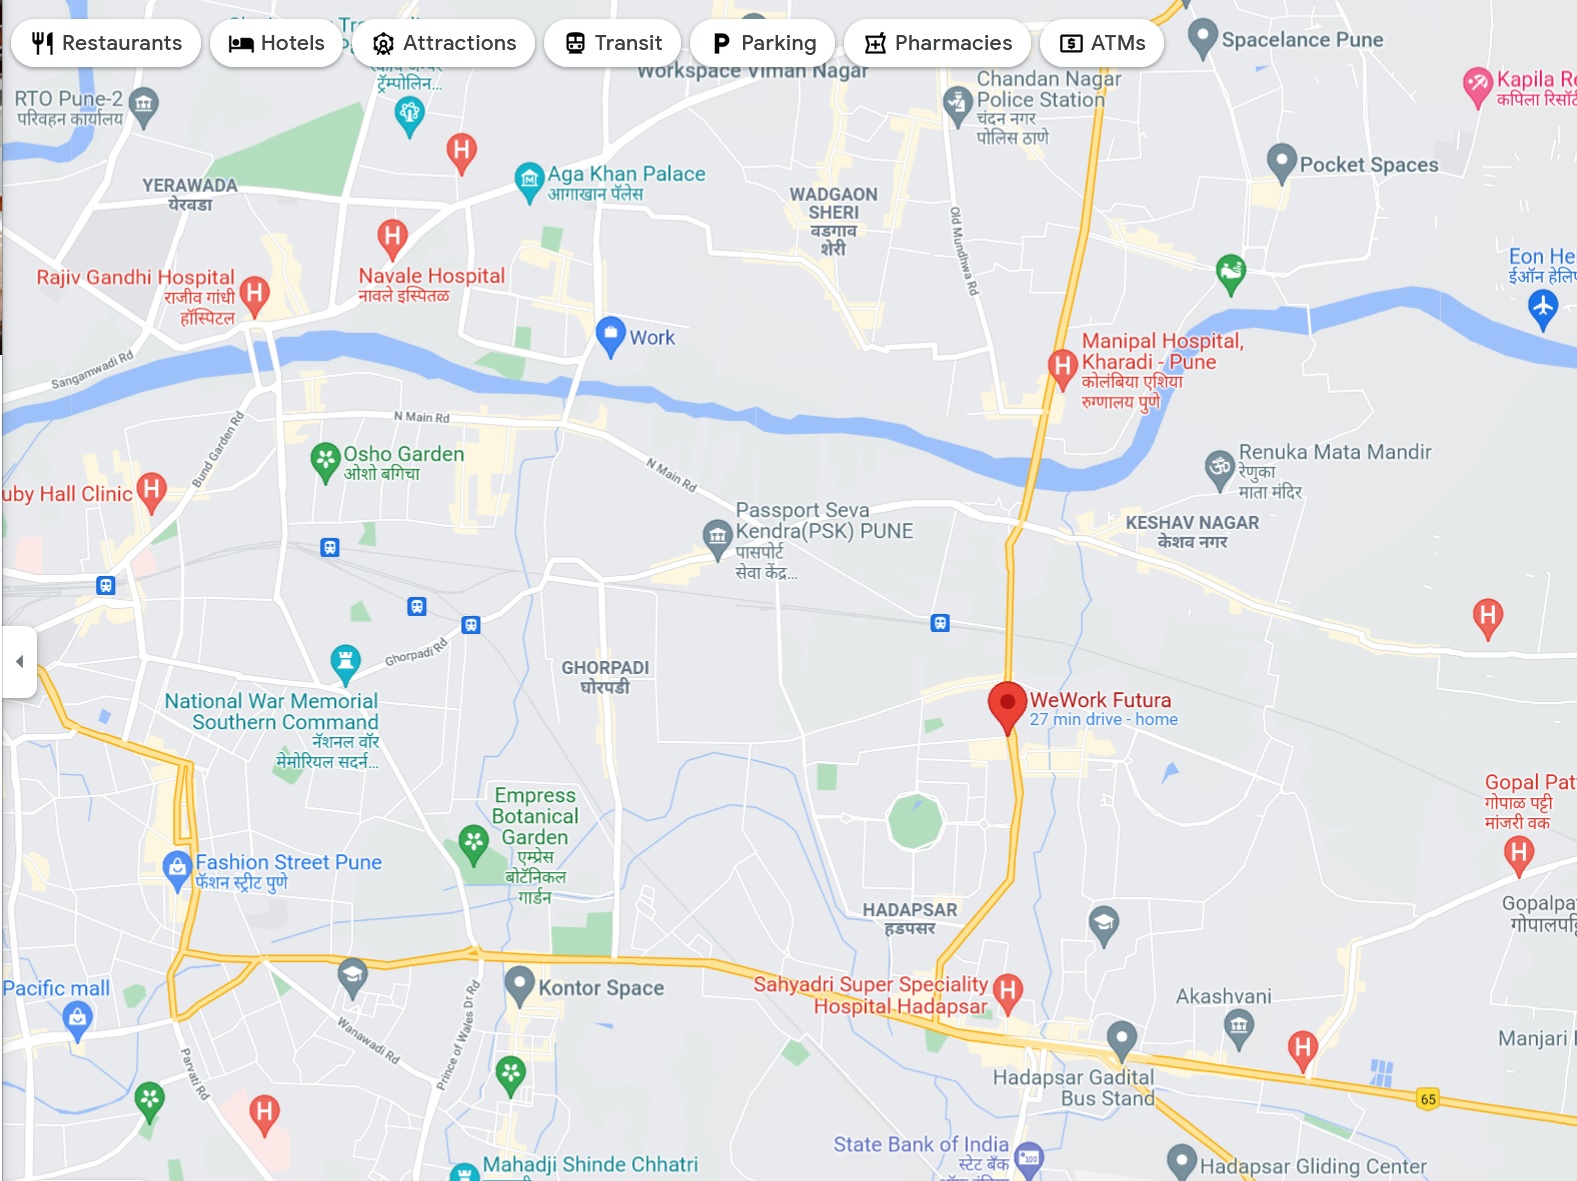 Restaurants
Hotels
Attractions
Transit
Parking
Pharmacies
ATMs
Spacelance Pune
Workspace Viman Nagar
ट्रॅम्पोलिन...
RTO Pune-2
परिवहन कार्यालय
Chandan Nagar
Police Station
चंदन नगर
पोलिस ठाणे
Kapila Re
कपिला रिसॉर्ट
Pocket Spaces
YERAWADA
येरवडा
Aga Khan Palace
आगाखान पॅलेस
WADGAON
SHERI
वडगाव
शेरी
Old Mundhwa Rd
Rajiv Gandhi Hospital
राजीव गांधी
हॉस्पिटल
Navale Hospital
नावले इस्पितळ
Eon He
ईऑन हेलि
Work
Manipal Hospital,
Kharadi - Pune
कोलंबिया एशिया
रुग्णालय पुणे
Sangamwadi Rd
N Main Rd
Bund Garden Rd
Osho Garden
ओशो बगिचा
N Main Rd
Renuka Mata Mandir
रेणुका
माता मंदिर
uby Hall Clinic
Passport Seva
Kendra(PSK) PUNE
पासपोर्ट
सेवा केंद्र...
KESHAV NAGAR
केशव नगर
Ghorpadi Rd
GHORPADI
घोरपडी
National War Memorial
Southern Command
नॅशनल वॉर
मेमोरियल सदर्न...
WeWork Futura
27 min drive - home
Gopal Pat
गोपाळ पट्टी
मांजरी वक
Empress
Botanical
Garden
एम्प्रेस
बोटॅनिकल
गार्डन
Fashion Street Pune
फॅशन स्ट्रीट पुणे
HADAPSAR
हडपसर
Gopalpa
गोपालपट्टि
Pacific mall
Kontor Space
Sahyadri Super Speciality
Hospital Hadapsar
Akashvani
Wanawadi Rd
Prince of Wales Dr Rd
Parvati Rd
Manjari
Hadapsar Gadital
Bus Stand
65
State Bank of India
स्टेट बँक
Mahadji Shinde Chhatri
Hadapsar Gliding Center